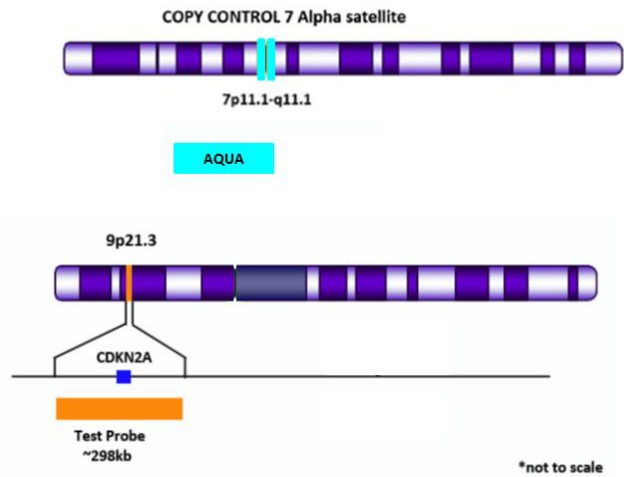 COPY CONTROL 7 Alpha satellite
7p11.1-q11.1
AQUA
9p21.3
CDKN2A
Test Probe
~298kb
*not to scale